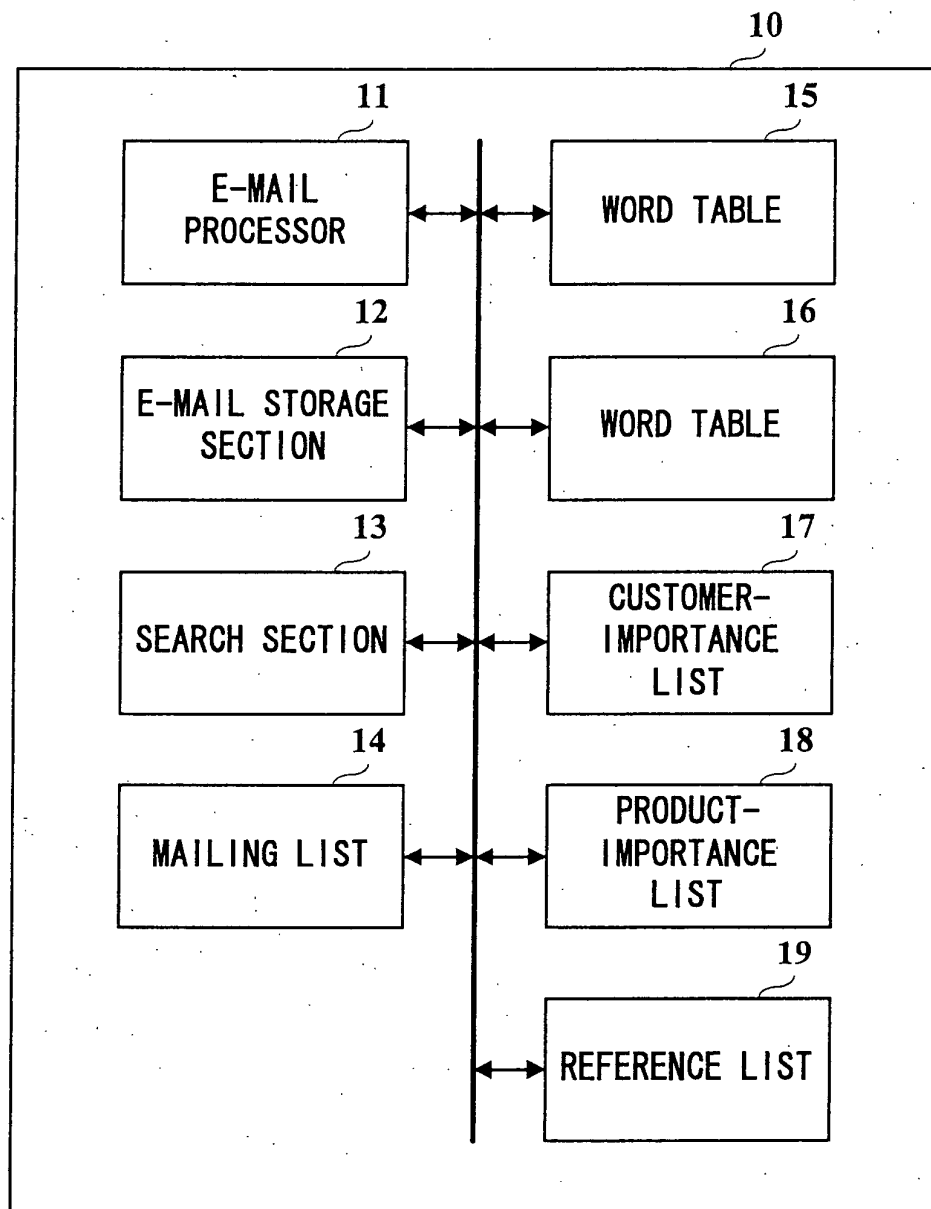 10
11
E-MAIL
PROCESSOR
15
WORD TABLE
12
E-MAIL STORAGE
SECTION
16
WORD TABLE
13
SEARCH SECTION
17
CUSTOMER-
IMPORTANCE
LIST
14
MAILING LIST
18
PRODUCT-
IMPORTANCE
LIST
19
REFERENCE LIST